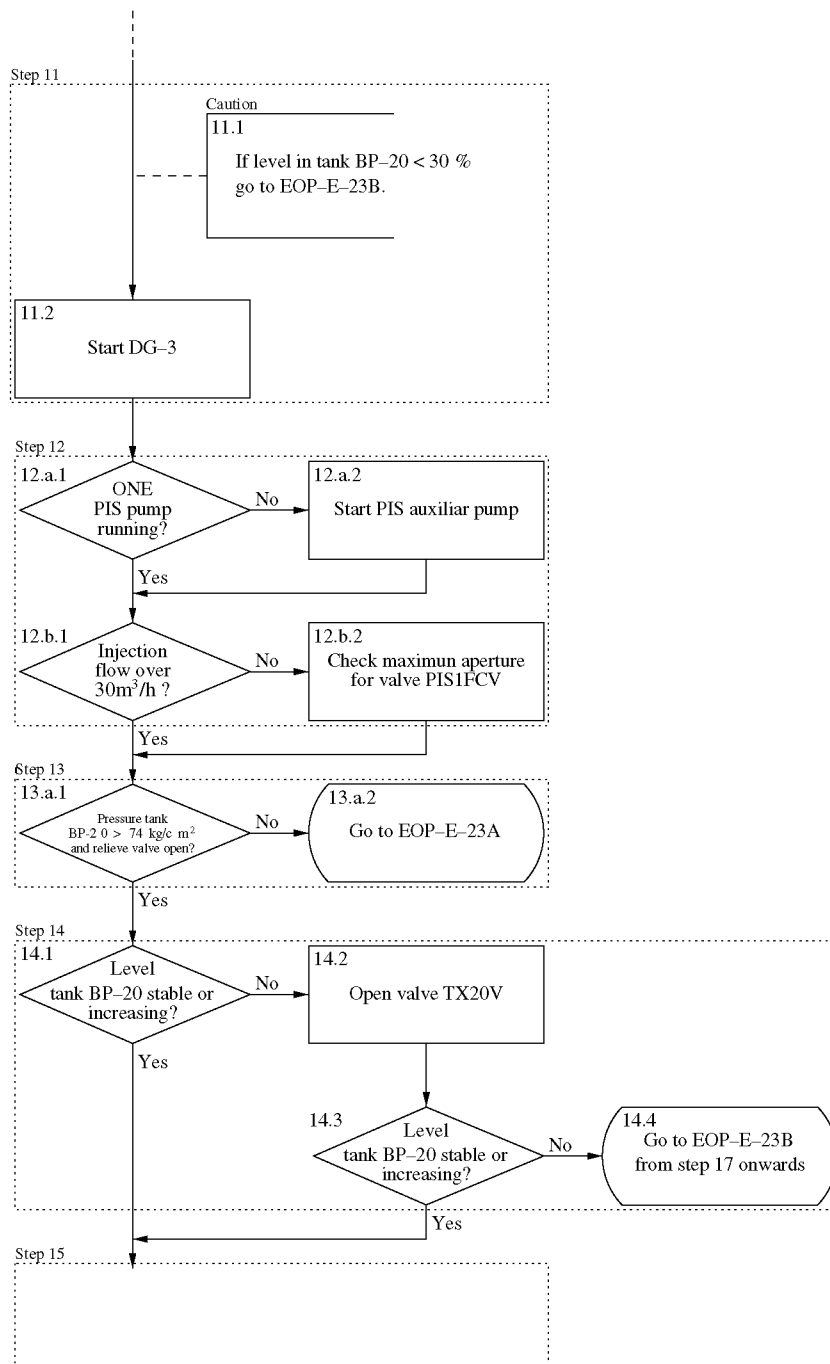 Step 11
Caution
11.1
If level in tank BP–20 < 30 %
go to EOP–E–23B.
11.2
Start DG–3
Step 12
12.a.1
ONE
PIS pump
running?
No
12.a.2
Start PIS auxiliar pump
Yes
12.b.1
Injection
flow over
30m³/h ?
No
12.b.2
Check maximun aperture
for valve PIS1FCV
Yes
Step 13
13.a.1
Pressure tank
BP-2 0 > 74 kg/c m²
and relieve valve open?
No
13.a.2
Go to EOP–E–23A
Yes
Step 14
14.1
Level
tank BP–20 stable or
increasing?
No
14.2
Open valve TX20V
Yes
14.3
Level
tank BP–20 stable or
increasing?
No
14.4
Go to EOP–E–23B
from step 17 onwards
Yes
Step 15